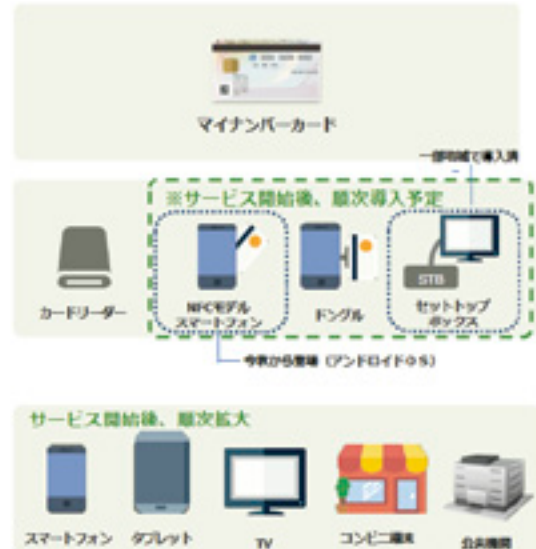 マイナンバーカード
一部地域で導入済
※サービス開始後、順次導入予定
カードリーダー
NFCモデル
スマートフォン
ドングル
STB
セットトップ
ボックス
今秋から登場（アンドロイドOS）
サービス開始後、順次拡大
スマートフォン
タブレット
TV
コンビニ端末
公共機関